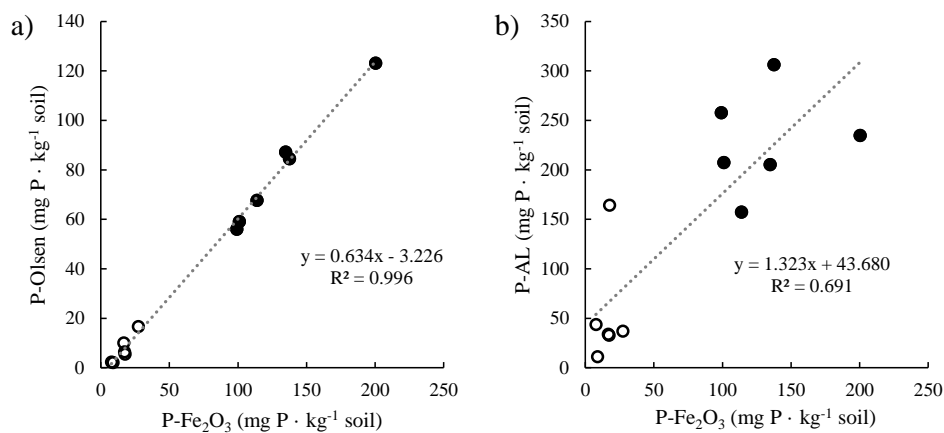 a)
140
120
100
80
60
40
20
0
P-Olsen (mg P · kg⁻¹ soil)
y = 0.634x - 3.226
R² = 0.996
0 50 100 150 200 250
P-Fe₂O₃ (mg P · kg⁻¹ soil)
b)
350
300
250
200
150
100
50
0
P-AL (mg P · kg⁻¹ soil)
y = 1.323x + 43.680
R² = 0.691
0 50 100 150 200 250
P-Fe₂O₃ (mg P · kg⁻¹ soil)